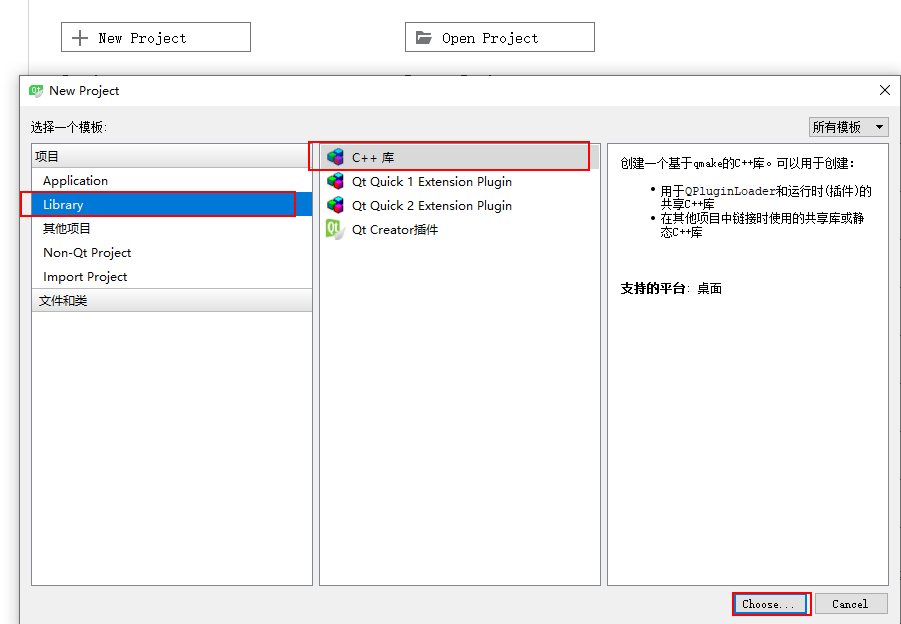 New Project
Open Project
New Project
选择一个模板:
所有模板
项目
Application
Library
其他项目
Non-Qt Project
Import Project
文件和类
C++ 库
Qt Quick 1 Extension Plugin
Qt Quick 2 Extension Plugin
Qt Creator插件
创建一个基于qmake的C++库。可以用于创建:
用于QPluginLoader和运行时(插件)的
共享C++库
在其他项目中链接时使用的共享库或静
态C++库
支持的平台: 桌面
Choose...
Cancel